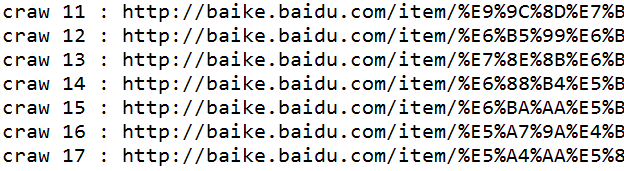 craw 11 : http://baike.baidu.com/item/%E9%9C%8D%E7%B
craw 12 : http://baike.baidu.com/item/%E6%B5%99%E6%B
craw 13 : http://baike.baidu.com/item/%E7%8E%8B%E6%B
craw 14 : http://baike.baidu.com/item/%E6%88%B4%E5%B
craw 15 : http://baike.baidu.com/item/%E6%BA%AA%E5%B
craw 16 : http://baike.baidu.com/item/%E5%A7%9A%E4%B
craw 17 : http://baike.baidu.com/item/%E5%A4%AA%E5%8